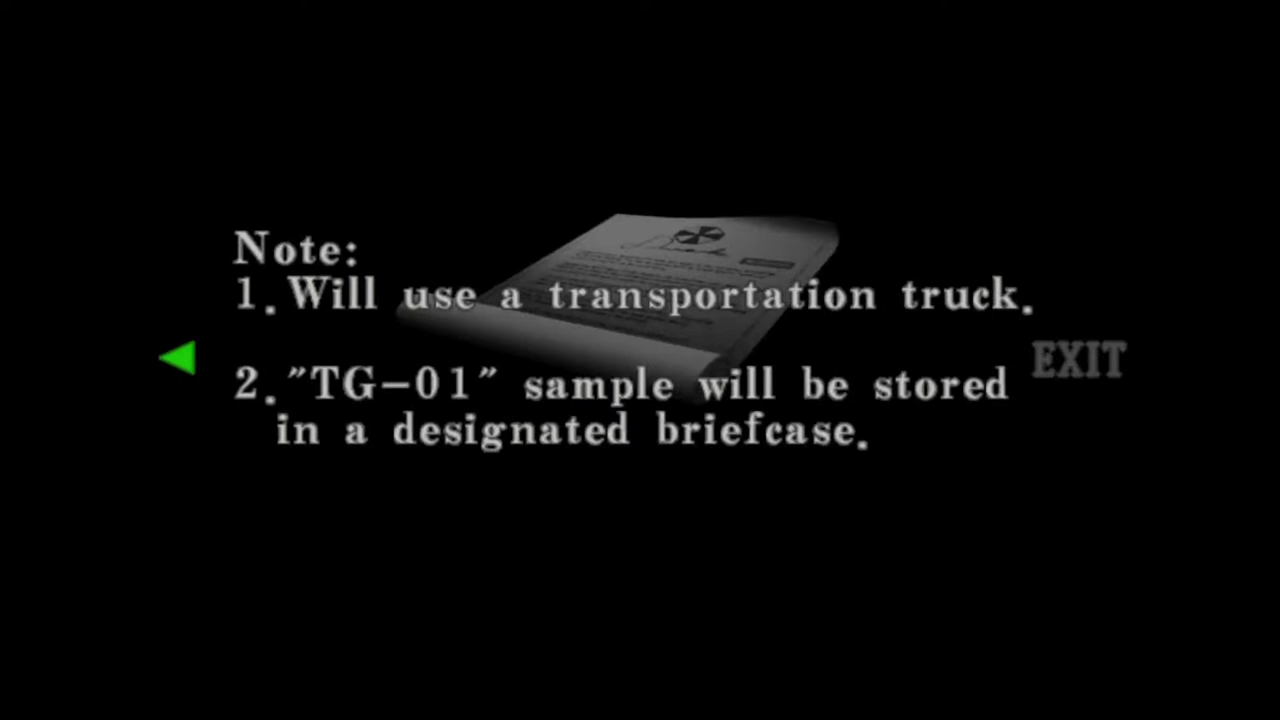 Note:
1. Will use a transportation truck.
2. "TG-01" sample will be stored
in a designated briefcase.
EXIT